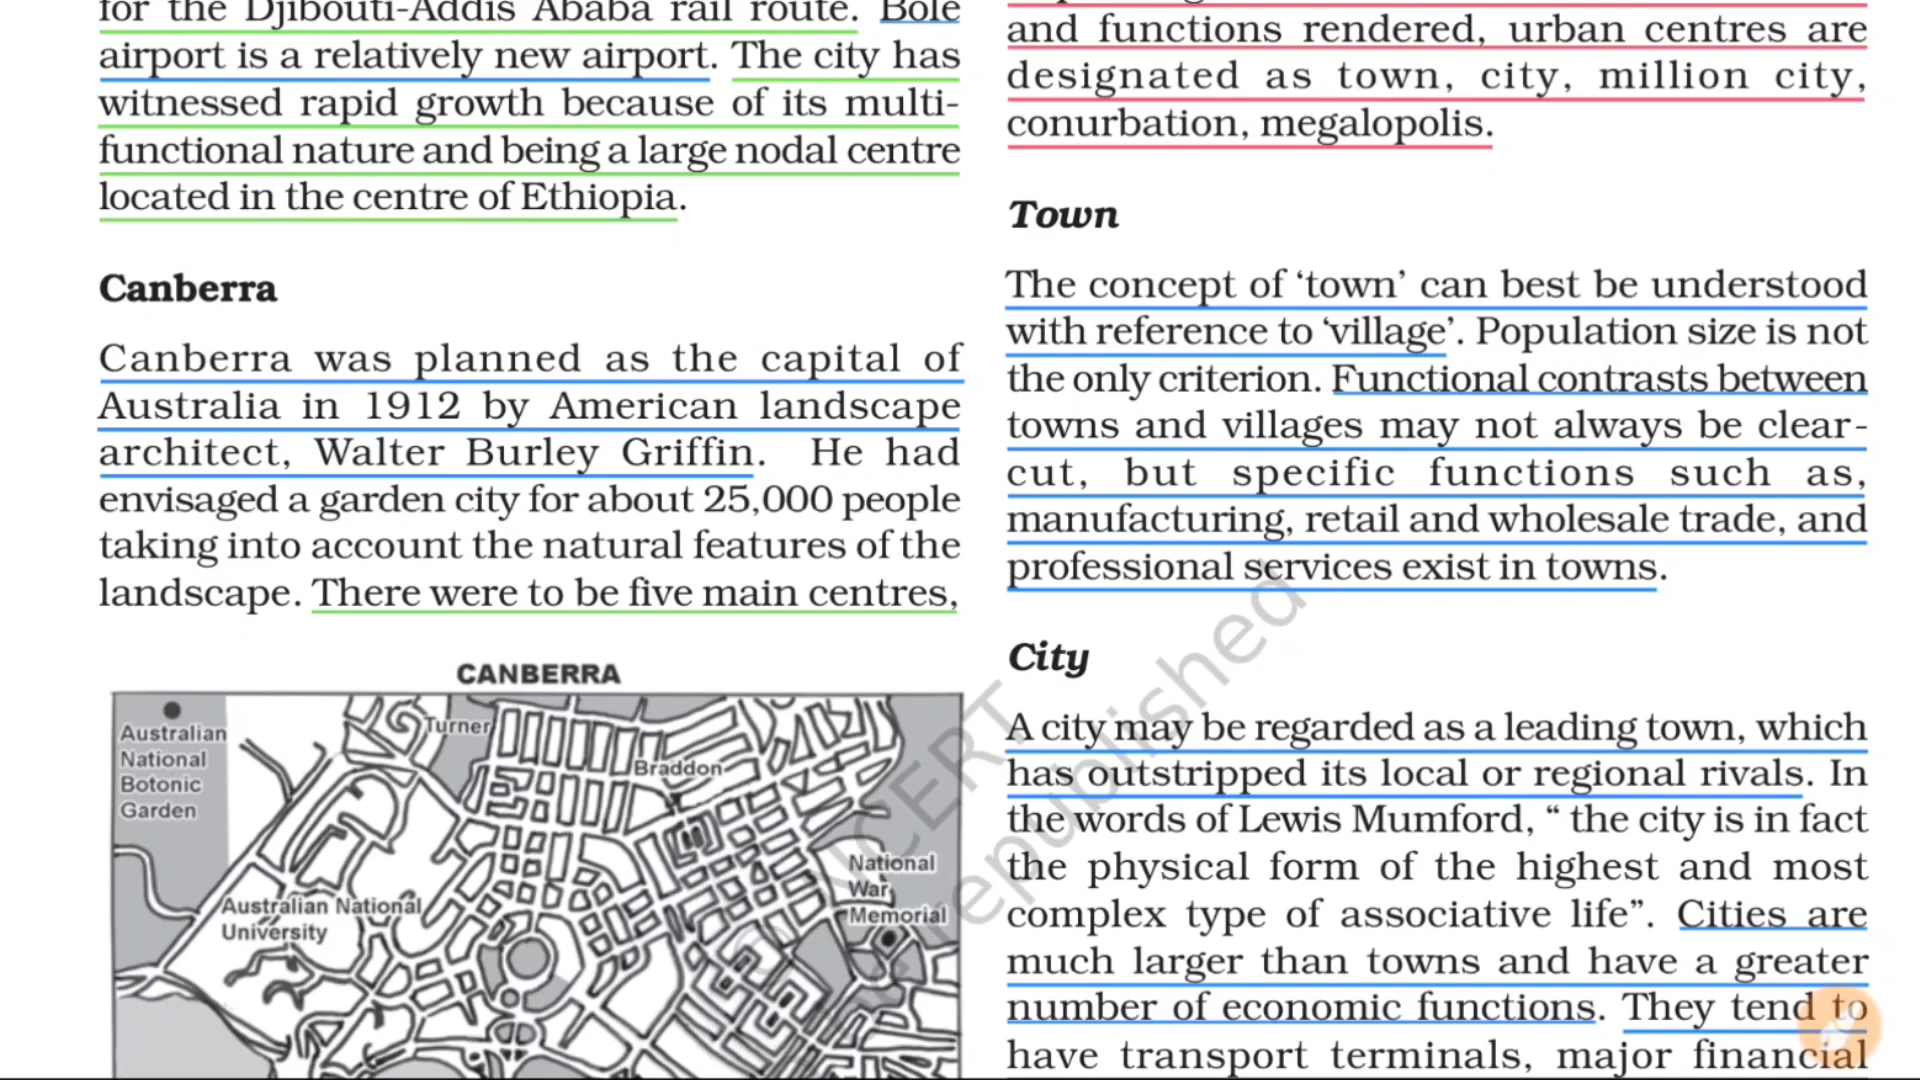 for the Djibouti-Addis Ababa rail route. Bole
airport is a relatively new airport. The city has
witnessed rapid growth because of its multi-
functional nature and being a large nodal centre
located in the centre of Ethiopia.
Canberra
Canberra was planned as the capital of
Australia in 1912 by American landscape
architect, Walter Burley Griffin. He had
envisaged a garden city for about 25,000 people
taking into account the natural features of the
landscape. There were to be five main centres,
CANBERRA
Australian
National
Botonic
Garden
Turner
Braddon
National
War
Memorial
Australian National
University
and functions rendered, urban centres are
designated as town, city, million city,
conurbation, megalopolis.
Town
The concept of ‘town’ can best be understood
with reference to ‘village’. Population size is not
the only criterion. Functional contrasts between
towns and villages may not always be clear-
cut, but specific functions such as,
manufacturing, retail and wholesale trade, and
professional services exist in towns.
City
A city may be regarded as a leading town, which
has outstripped its local or regional rivals. In
the words of Lewis Mumford, “ the city is in fact
the physical form of the highest and most
complex type of associative life”. Cities are
much larger than towns and have a greater
number of economic functions. They tend to
have transport terminals, major financial
NCERT
republished